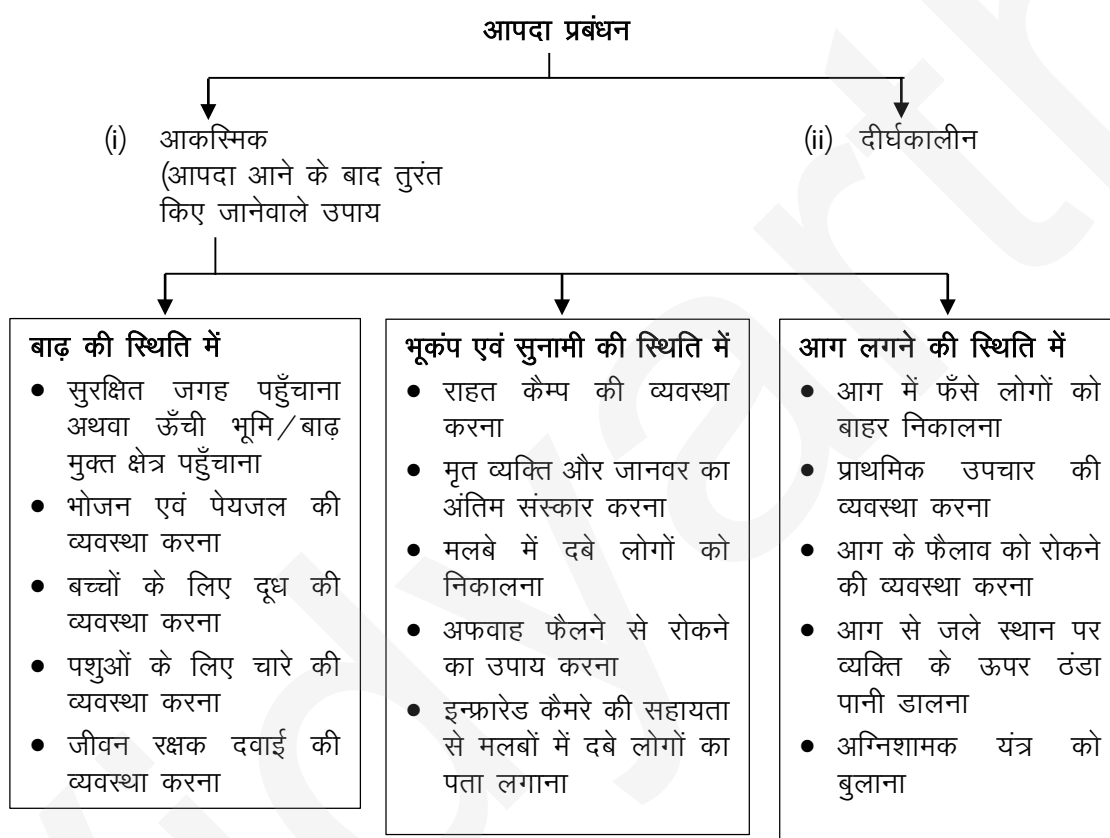 आपदा प्रबंधन
(i) आकस्मिक
(आपदा आने के बाद तुरंत
किए जानेवाले उपाय
(ii) दीर्घकालीन
बाढ़ की स्थिति में
● सुरक्षित जगह पहुँचाना
अथवा ऊँची भूमि/बाढ़
मुक्त क्षेत्र पहुँचाना
● भोजन एवं पेयजल की
व्यवस्था करना
● बच्चों के लिए दूध की
व्यवस्था करना
● पशुओं के लिए चारे की
व्यवस्था करना
● जीवन रक्षक दवाई की
व्यवस्था करना
भूकंप एवं सुनामी की स्थिति में
● राहत कैम्प की व्यवस्था
करना
● मृत व्यक्ति और जानवर का
अंतिम संस्कार करना
● मलबे में दबे लोगों को
निकालना
● अफवाह फैलने से रोकने
का उपाय करना
● इन्फ्रारेड कैमरे की सहायता
से मलबों में दबे लोगों का
पता लगाना
आग लगने की स्थिति में
● आग में फँसे लोगों को
बाहर निकालना
● प्राथमिक उपचार की
व्यवस्था करना
● आग के फैलाव को रोकने
की व्यवस्था करना
● आग से जले स्थान पर
व्यक्ति के ऊपर ठंडा
पानी डालना
● अग्निशामक यंत्र को
बुलाना